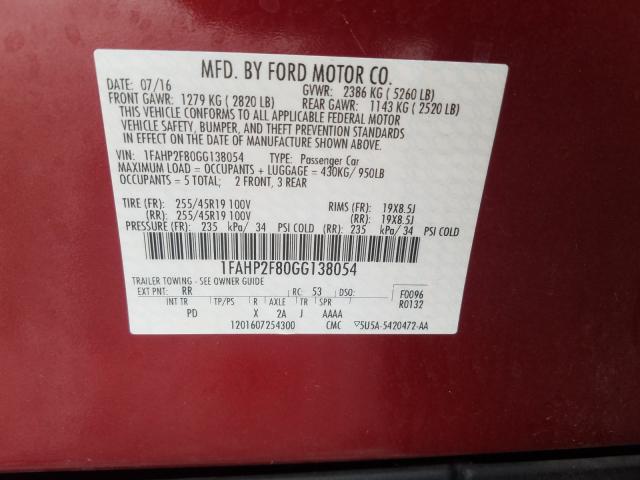 MFD. BY FORD MOTOR CO.
DATE: 07/16 GVWR: 2386 KG ( 5260 LB)
FRONT GAWR: 1279 KG ( 2820 LB) REAR GAWR: 1143 KG ( 2520 LB)
THIS VEHICLE CONFORMS TO ALL APPLICABLE FEDERAL MOTOR
VEHICLE SAFETY, BUMPER, AND THEFT PREVENTION STANDARDS
IN EFFECT ON THE DATE OF MANUFACTURE SHOWN ABOVE.
VIN: 1FAHP2F80GG138054 TYPE: Passenger Car
MAXIMUM LOAD = OCCUPANTS + LUGGAGE = 430KG/ 950LB
OCCUPANTS = 5 TOTAL; 2 FRONT, 3 REAR
TIRE (FR): 255/45R19 100V RIMS (FR): 19X8.5J
(RR): 255/45R19 100V (RR): 19X8.5J
PRESSURE (FR): 235 kPa/ 34 PSI COLD (RR): 235 kPa/ 34 PSI COLD
1FAHP2F80GG138054
TRAILER TOWING - SEE OWNER GUIDE
EXT PNT: RR RC: 53 DSO: F0096
INT TR TP/PS R AXLE TR SPR R0132
PD X 2A J AAAA
1201607254300 CMC ▽5U5A-5420472-AA